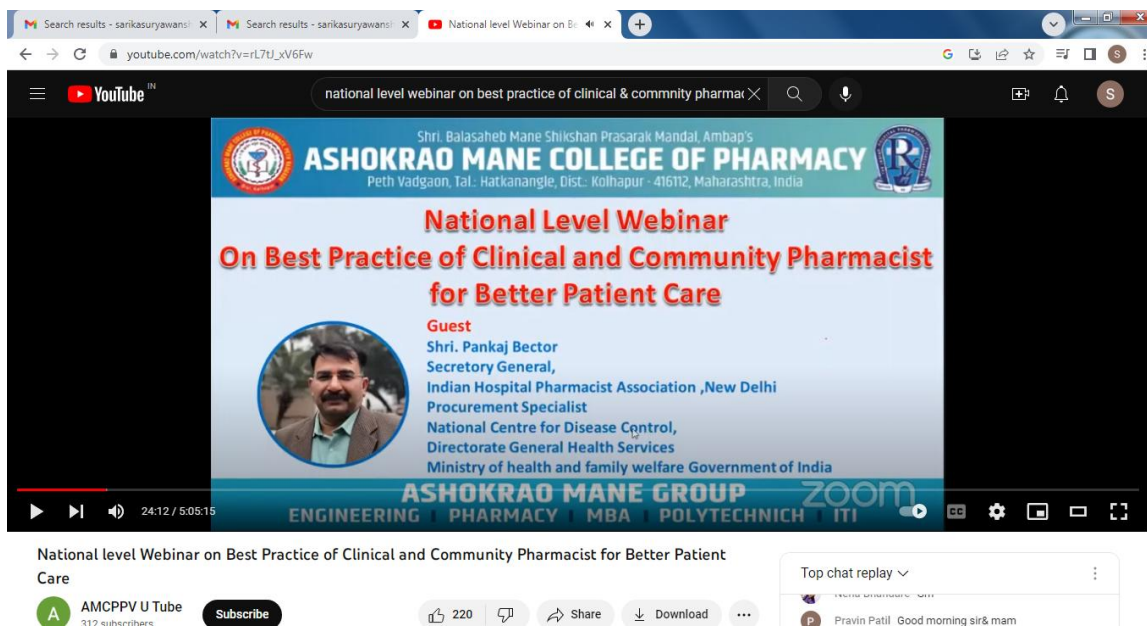 Search results - sarikasuryawansh
Search results - sarikasuryawansh
National level Webinar on Be
youtube.com/watch?v=rL7tJ_xV6Fw
YouTube IN
national level webinar on best practice of clinical & commnity pharmac
S
Shri. Balasaheb Mane Shikshan Prasarak Mandal, Ambap's
ASHOKRAO MANE COLLEGE OF PHARMACY
Peth Vadgaon, Tal.: Hatkanangle, Dist.: Kolhapur - 416112, Maharashtra, India
National Level Webinar
On Best Practice of Clinical and Community Pharmacist
for Better Patient Care
Guest
Shri. Pankaj Bector
Secretory General,
Indian Hospital Pharmacist Association ,New Delhi
Procurement Specialist
National Centre for Disease Control,
Directorate General Health Services
Ministry of health and family welfare Government of India
ASHOKRAO MANE GROUP
zoom
ENGINEERING PHARMACY MBA POLYTECHNICH ITI
24:12 / 5:05:15
CC
National level Webinar on Best Practice of Clinical and Community Pharmacist for Better Patient
Care
A
AMCPPV U Tube
312 subscribers
Subscribe
220
Share
Download
Top chat replay
P Pravin Patil Good morning sir& mam